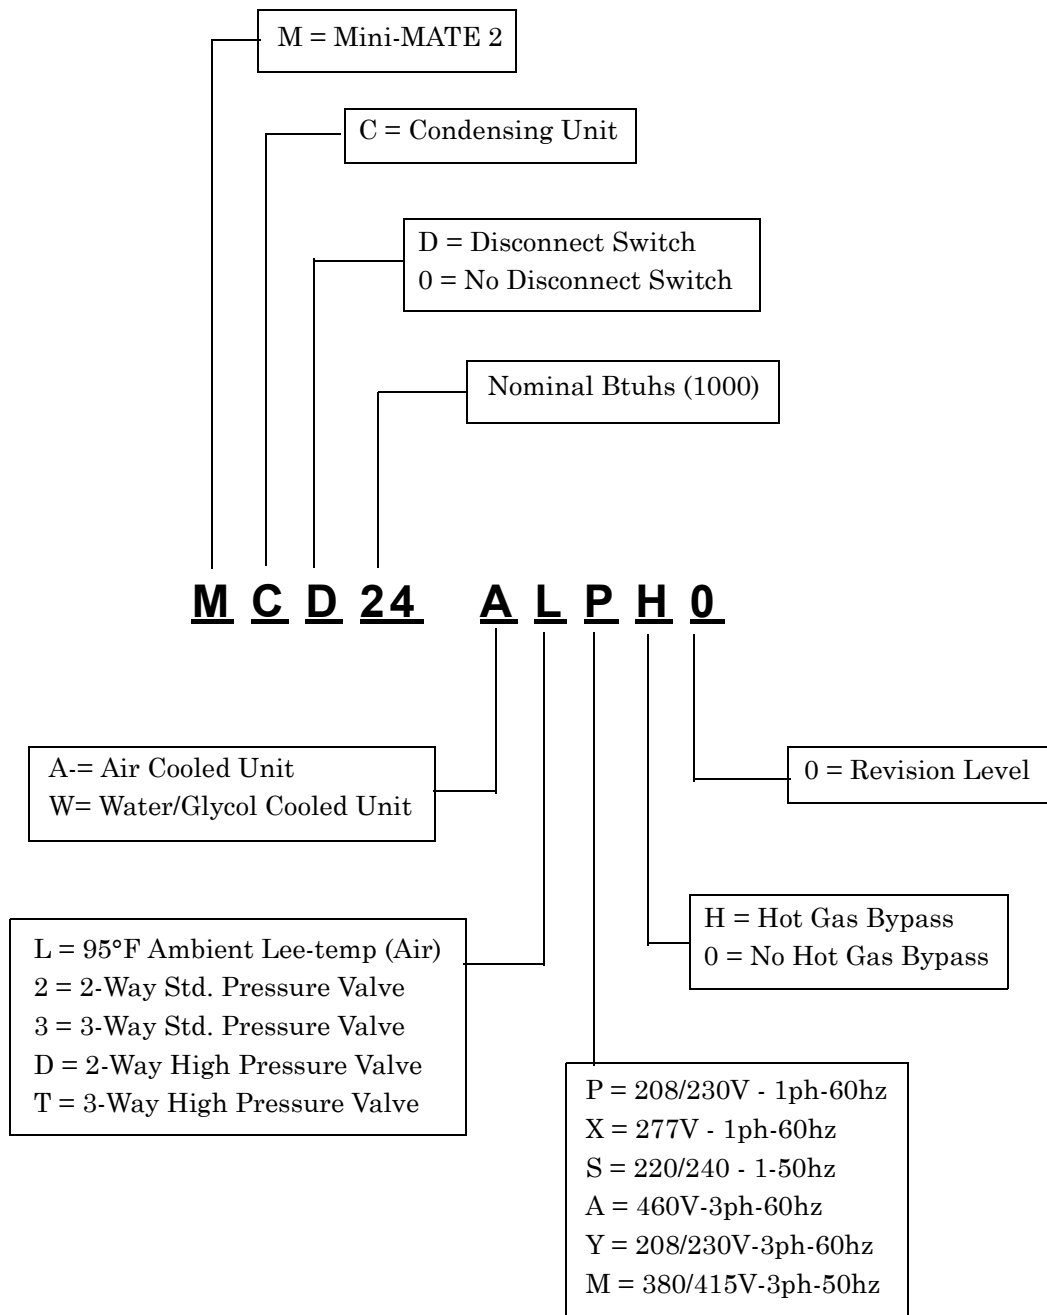 M = Mini-MATE 2
C = Condensing Unit
D = Disconnect Switch
0 = No Disconnect Switch
Nominal Btuhs (1000)
M C D 24 A L P H 0
A-= Air Cooled Unit
W= Water/Glycol Cooled Unit
0 = Revision Level
L = 95°F Ambient Lee-temp (Air)
2 = 2-Way Std. Pressure Valve
3 = 3-Way Std. Pressure Valve
D = 2-Way High Pressure Valve
T = 3-Way High Pressure Valve
H = Hot Gas Bypass
0 = No Hot Gas Bypass
P = 208/230V - 1ph-60hz
X = 277V - 1ph-60hz
S = 220/240 - 1-50hz
A = 460V-3ph-60hz
Y = 208/230V-3ph-60hz
M = 380/415V-3ph-50hz